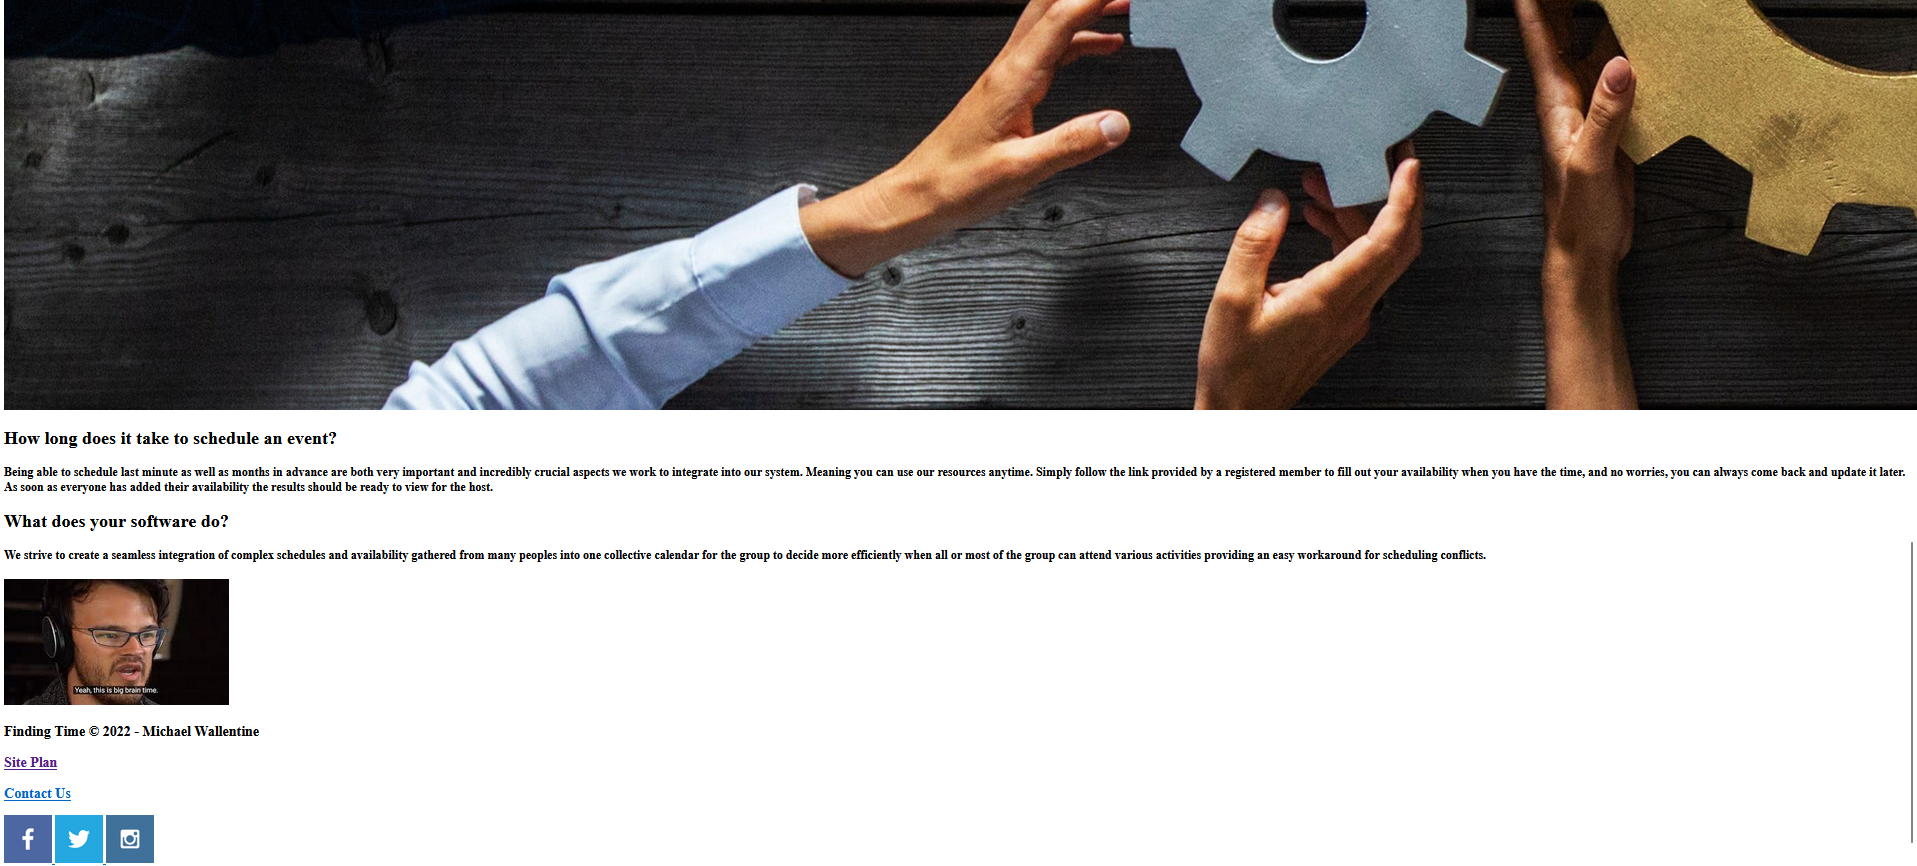 How long does it take to schedule an event?
Being able to schedule last minute as well as months in advance are both very important and incredibly crucial aspects we work to integrate into our system. Meaning you can use our resources anytime. Simply follow the link provided by a registered member to fill out your availability when you have the time, and no worries, you can always come back and update it later.
As soon as everyone has added their availability the results should be ready to view for the host.
What does your software do?
We strive to create a seamless integration of complex schedules and availability gathered from many peoples into one collective calendar for the group to decide more efficiently when all or most of the group can attend various activities providing an easy workaround for scheduling conflicts.
Yeah, this is big brain time.
Finding Time © 2022 - Michael Wallentine
Site Plan
Contact Us